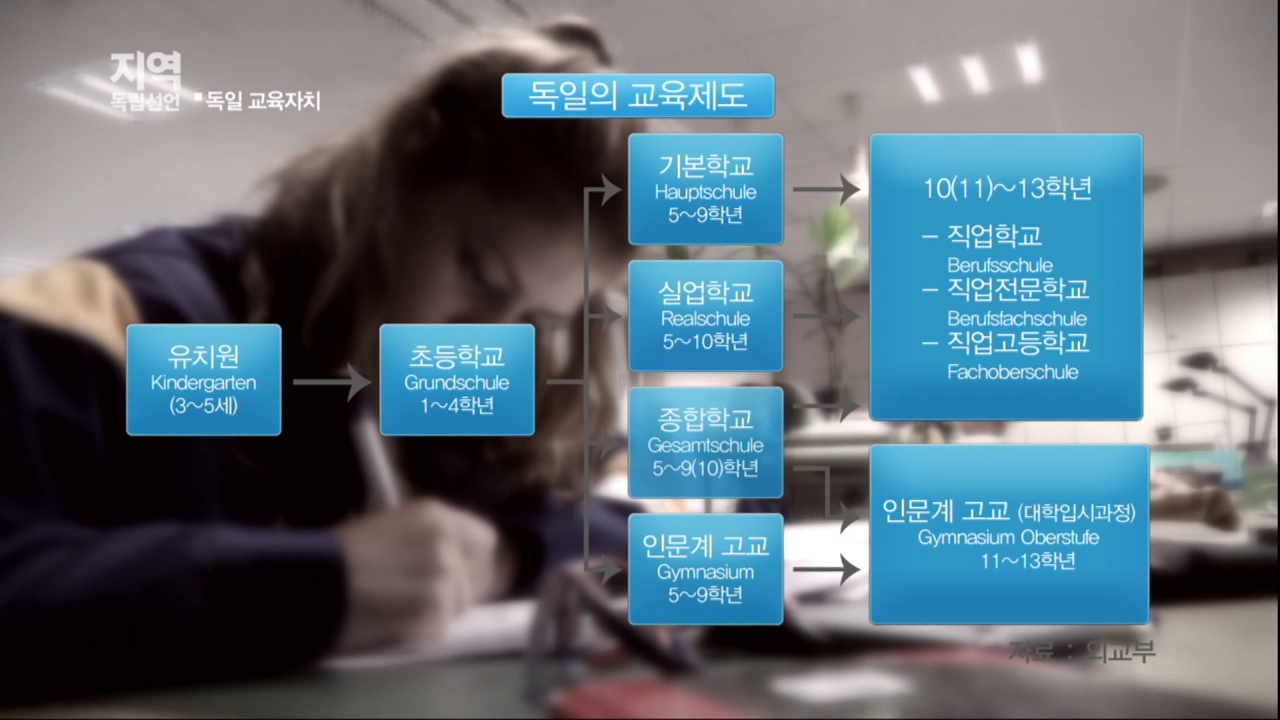 지역
독립선언
독일 교육자치
독일의 교육제도
유치원
Kindergarten
(3～5세)
초등학교
Grundschule
1～4학년
기본학교
Hauptschule
5～9학년
실업학교
Realschule
5～10학년
종합학교
Gesamtschule
5～9(10)학년
인문계 고교
Gymnasium
5～9학년
10(11)～13학년
– 직업학교
Berufsschule
– 직업전문학교
Berufsfachschule
– 직업고등학교
Fachoberschule
인문계 고교 (대학입시과정)
Gymnasium Oberstufe
11～13학년
자료 : 외교부